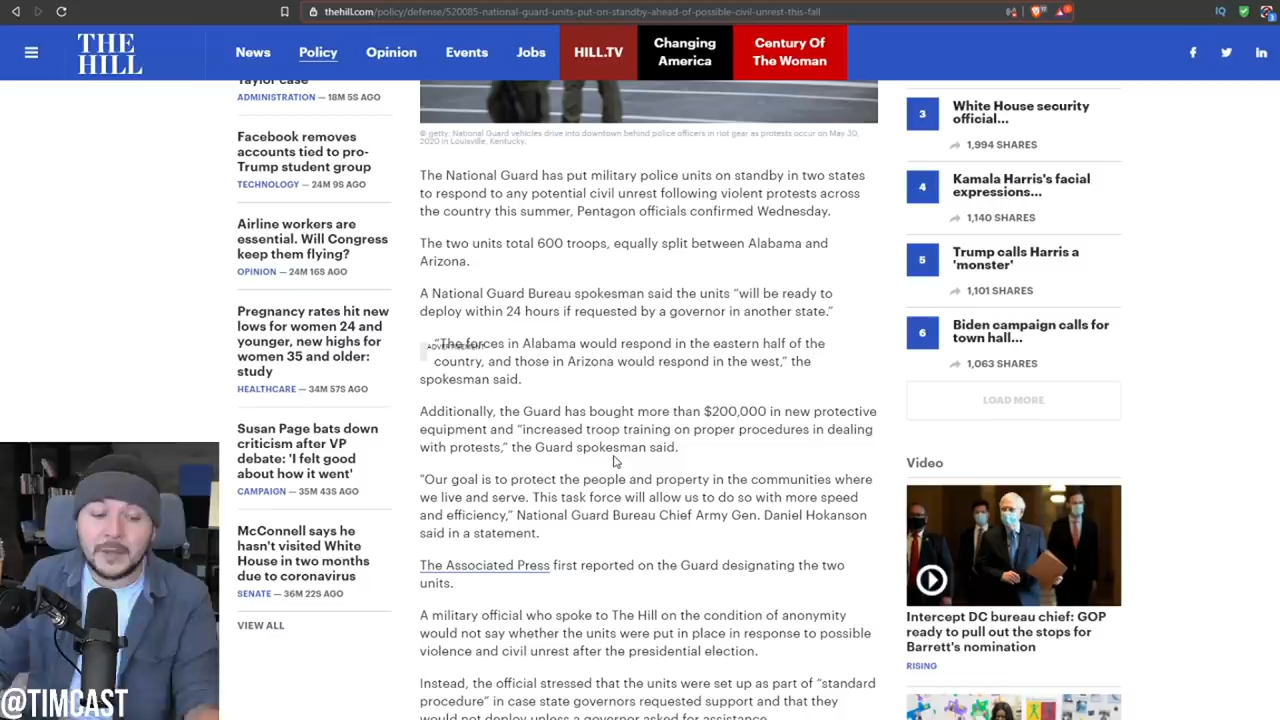 thehill.com/policy/defense/520085-national-guard-units-put-on-standby-ahead-of-possible-civil-unrest-this-fall
THE
HILL
News
Policy
Opinion
Events
Jobs
HILL.TV
Changing
America
Century Of
The Woman
Taylor case
ADMINISTRATION — 18M 5S AGO
Facebook removes
accounts tied to pro-
Trump student group
TECHNOLOGY — 24M 9S AGO
Airline workers are
essential. Will Congress
keep them flying?
OPINION — 24M 16S AGO
Pregnancy rates hit new
lows for women 24 and
younger, new highs for
women 35 and older:
study
HEALTHCARE — 34M 57S AGO
Susan Page bats down
criticism after VP
debate: 'I felt good
about how it went'
CAMPAIGN — 35M 43S AGO
McConnell says he
hasn't visited White
House in two months
due to coronavirus
SENATE — 36M 22S AGO
VIEW ALL
© getty: National Guard vehicles drive into downtown behind police officers in riot gear as protests occur on May 30,
2020 in Louisville, Kentucky.
The National Guard has put military police units on standby in two states
to respond to any potential civil unrest following violent protests across
the country this summer, Pentagon officials confirmed Wednesday.
The two units total 600 troops, equally split between Alabama and
Arizona.
A National Guard Bureau spokesman said the units “will be ready to
deploy within 24 hours if requested by a governor in another state.”
ADVERTISEMENT
“The forces in Alabama would respond in the eastern half of the
country, and those in Arizona would respond in the west,” the
spokesman said.
Additionally, the Guard has bought more than $200,000 in new protective
equipment and “increased troop training on proper procedures in dealing
with protests,” the Guard spokesman said.
"Our goal is to protect the people and property in the communities where
we live and serve. This task force will allow us to do so with more speed
and efficiency,” National Guard Bureau Chief Army Gen. Daniel Hokanson
said in a statement.
The Associated Press first reported on the Guard designating the two
units.
A military official who spoke to The Hill on the condition of anonymity
would not say whether the units were put in place in response to possible
violence and civil unrest after the presidential election.
Instead, the official stressed that the units were set up as part of “standard
procedure” in case state governors requested support and that they
would not deploy unless a governor asked for assistance.
3
White House security
official...
1,994 SHARES
4
Kamala Harris's facial
expressions...
1,140 SHARES
5
Trump calls Harris a
'monster'
1,101 SHARES
6
Biden campaign calls for
town hall...
1,063 SHARES
LOAD MORE
Video
Intercept DC bureau chief: GOP
ready to pull out the stops for
Barrett's nomination
RISING
@TIMCAST